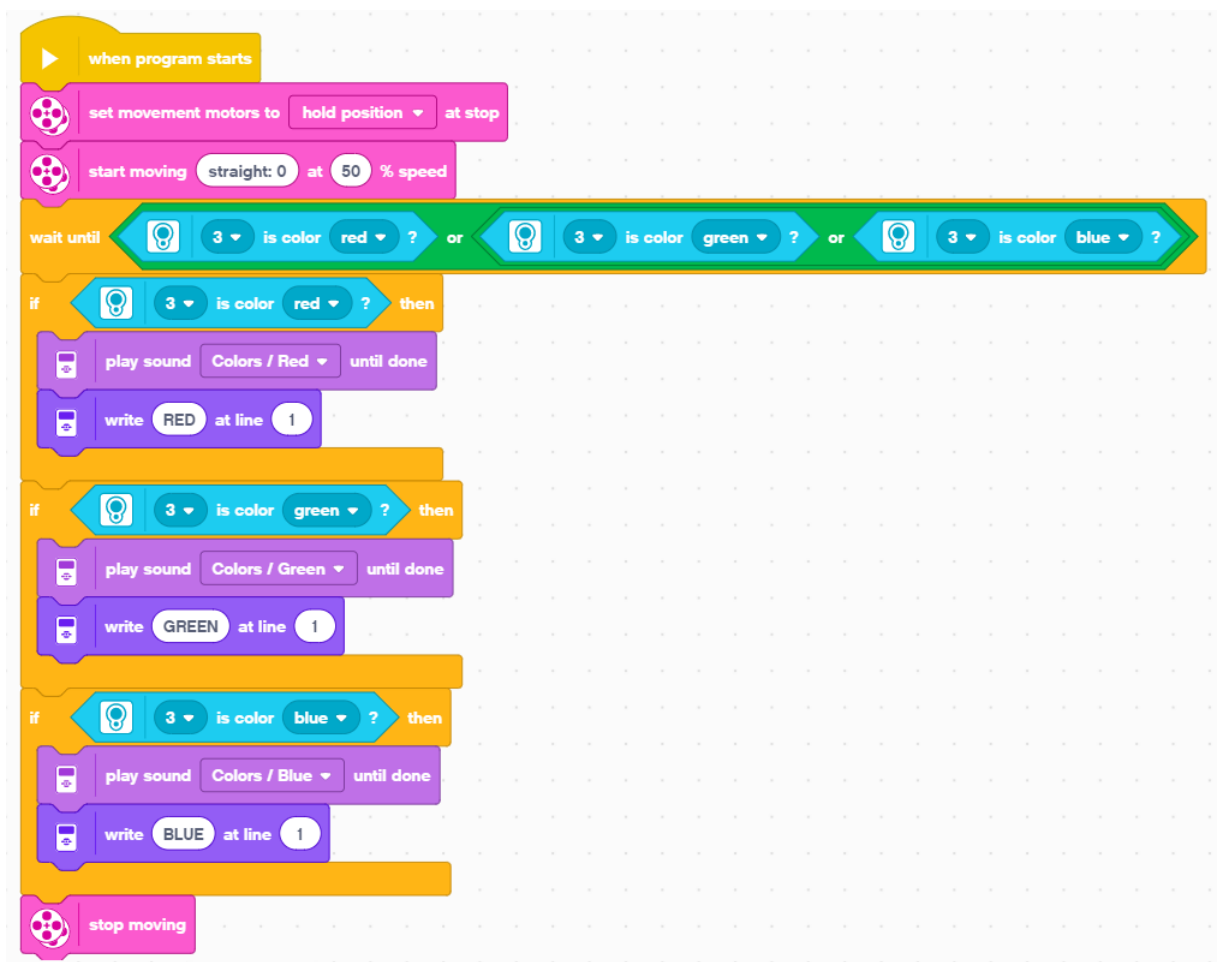 when program starts
set movement motors to hold position at stop
start moving straight: 0 at 50 % speed
wait until 3 is color red ? or 3 is color green ? or 3 is color blue ?
if 3 is color red ? then
play sound Colors / Red until done
write RED at line 1
if 3 is color green ? then
play sound Colors / Green until done
write GREEN at line 1
if 3 is color blue ? then
play sound Colors / Blue until done
write BLUE at line 1
stop moving